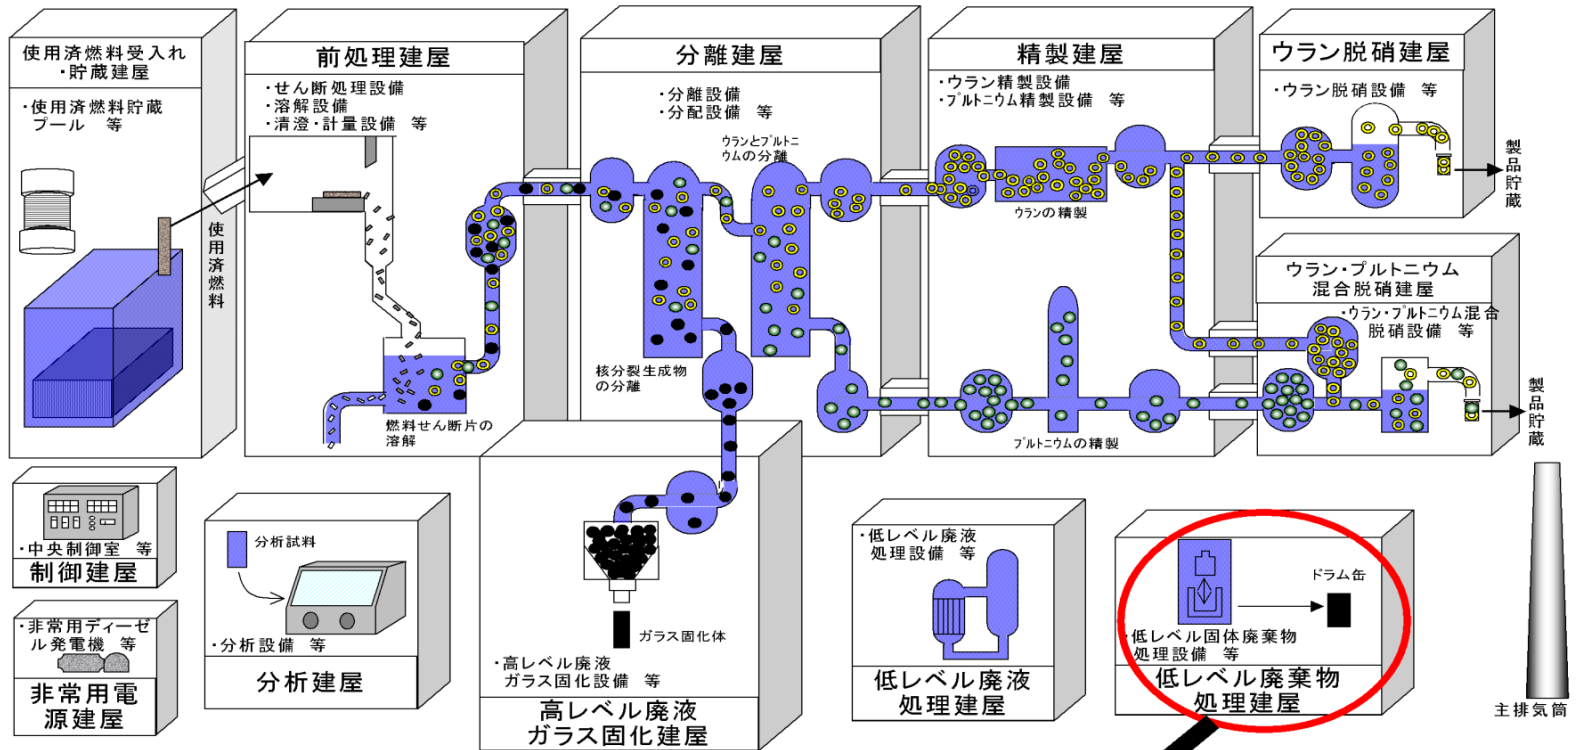 使用済燃料受入れ
・貯蔵建屋
・使用済燃料貯蔵
プール 等
使用済燃料
前処理建屋
・せん断処理設備
・溶解設備
・清澄・計量設備 等
燃料せん断片の
溶解
分離建屋
・分離設備
・分配設備 等
ウランとプルトニ
ウムの分離
核分裂生成物
の分離
精製建屋
・ウラン精製設備
・プルトニウム精製設備 等
ウランの精製
プルトニウムの精製
ウラン脱硝建屋
・ウラン脱硝設備 等
製品貯蔵
ウラン・プルトニウム
混合脱硝建屋
・ウラン・プルトニウム混合
脱硝設備 等
製品貯蔵
・中央制御室 等
制御建屋
・非常用ディーゼ
ル発電機 等
非常用電
源建屋
分析試料
・分析設備 等
分析建屋
ガラス固化体
・高レベル廃液
ガラス固化設備 等
高レベル廃液
ガラス固化建屋
・低レベル廃液
処理設備 等
低レベル廃液
処理建屋
ドラム缶
・低レベル固体廃棄物
処理設備 等
低レベル廃棄物
処理建屋
主排気筒